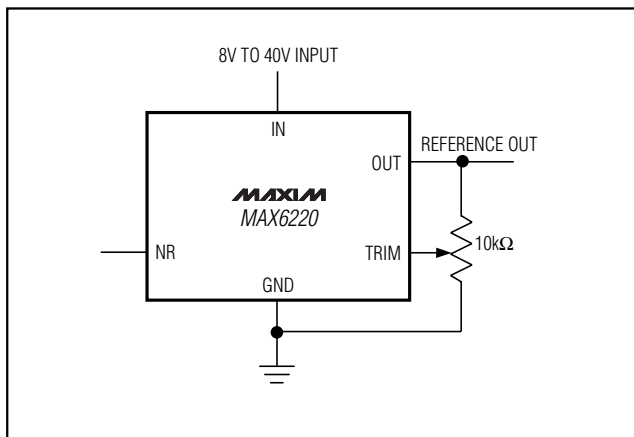 8V TO 40V INPUT
IN
REFERENCE OUT
OUT
MAXIM
MAX6220
NR
TRIM
10kΩ
GND